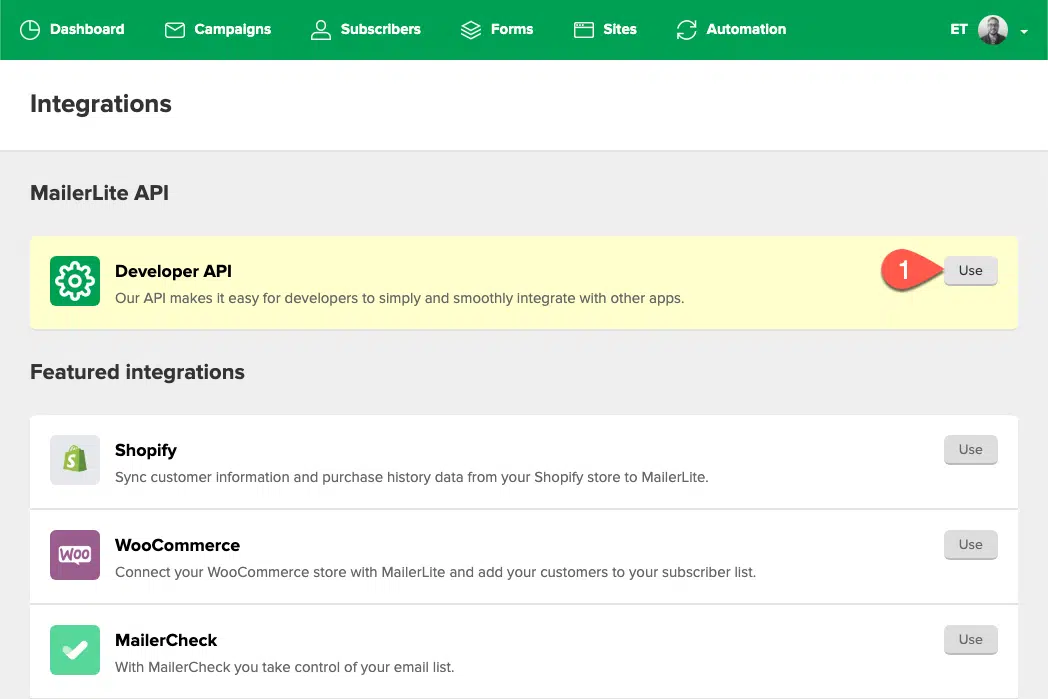 Dashboard
Campaigns
Subscribers
Forms
Sites
Automation
ET
Integrations
MailerLite API
Developer API
Our API makes it easy for developers to simply and smoothly integrate with other apps.
1
Use
Featured integrations
Shopify
Sync customer information and purchase history data from your Shopify store to MailerLite.
Use
Woo
WooCommerce
Connect your WooCommerce store with MailerLite and add your customers to your subscriber list.
Use
MailerCheck
With MailerCheck you take control of your email list.
Use